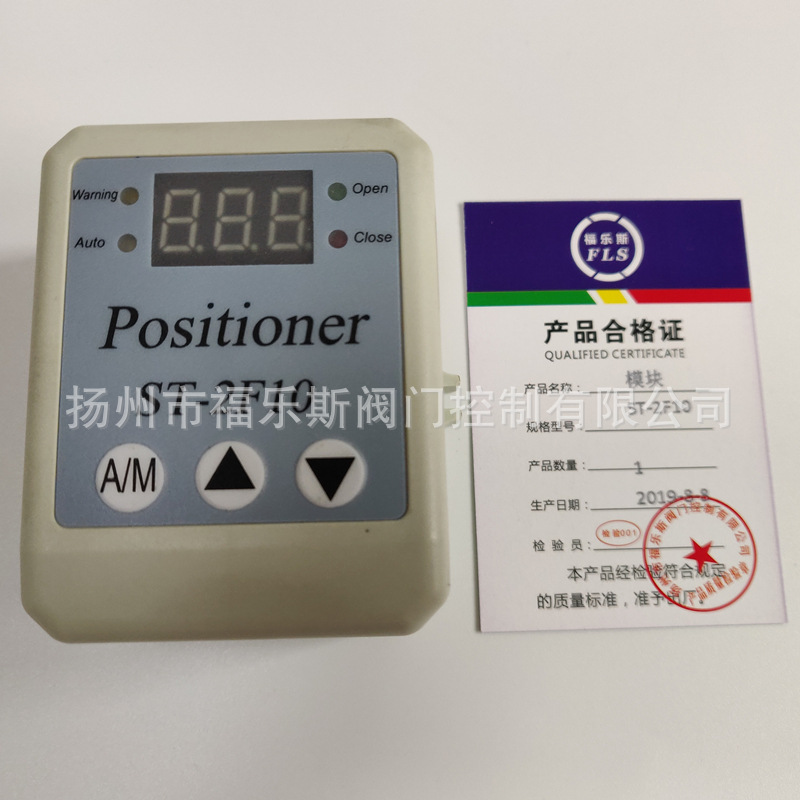 Warning
Open
Auto
Close
8.8.8.
Positioner
ST-2F10
A/M
扬州市福乐斯阀门控制有限公司
福乐斯
FLS
产品合格证
QUALIFIED CERTIFICATE
产品名称: 模块
规格型号: ST-2F10
产品数量: 1
生产日期: 2019-8-8
检 验 员: 检验001
本产品经检验符合规定
的质量标准,准予出厂。